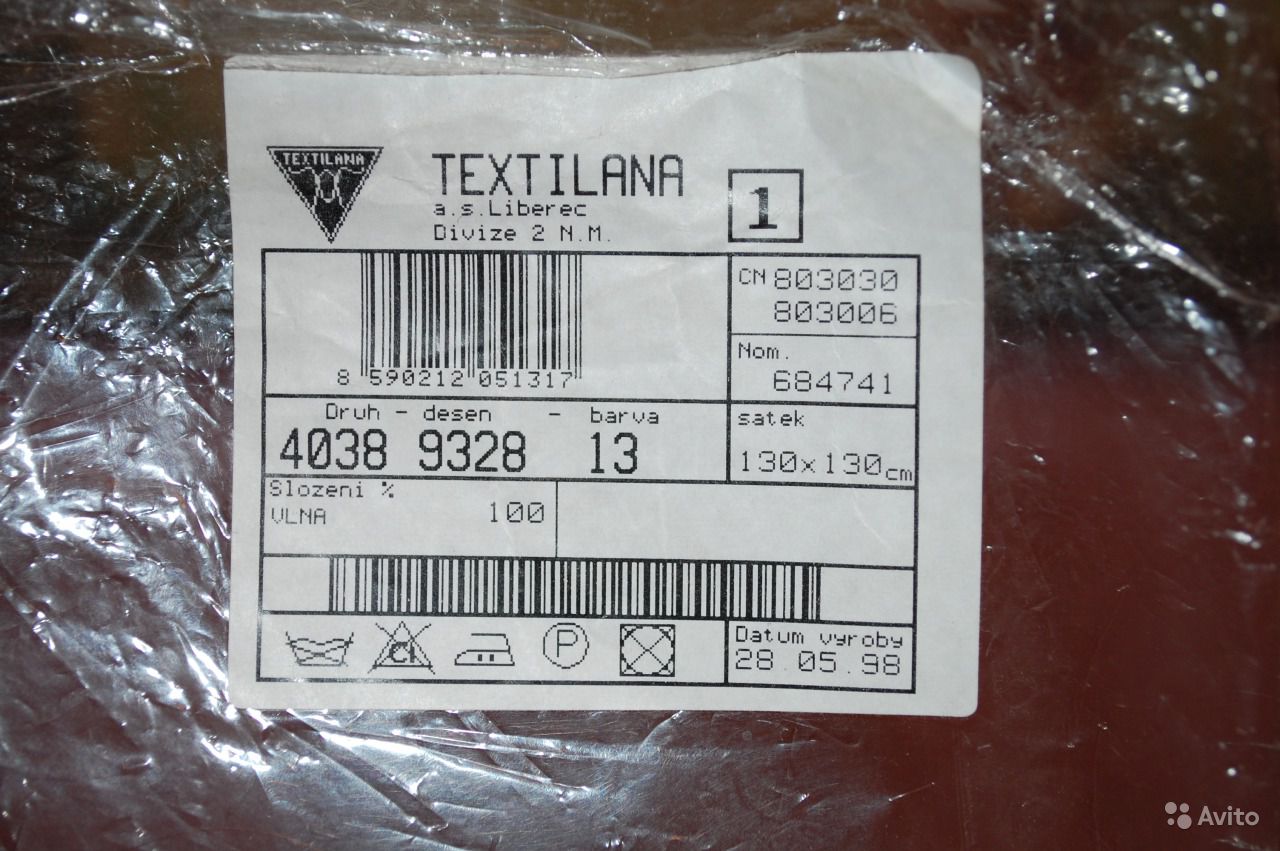 TEXTILANA
TEXTILANA
a.s.Liberec
Divize 2 N.M.
1
CN 803030
803006
8 590212 051317
Nom.
684741
Druh - desen - barva
4038 9328 13
satek
130x130cm
Slozeni %
VLNA 100
Cl
P
Datum vyroby
28.05.98
Avito